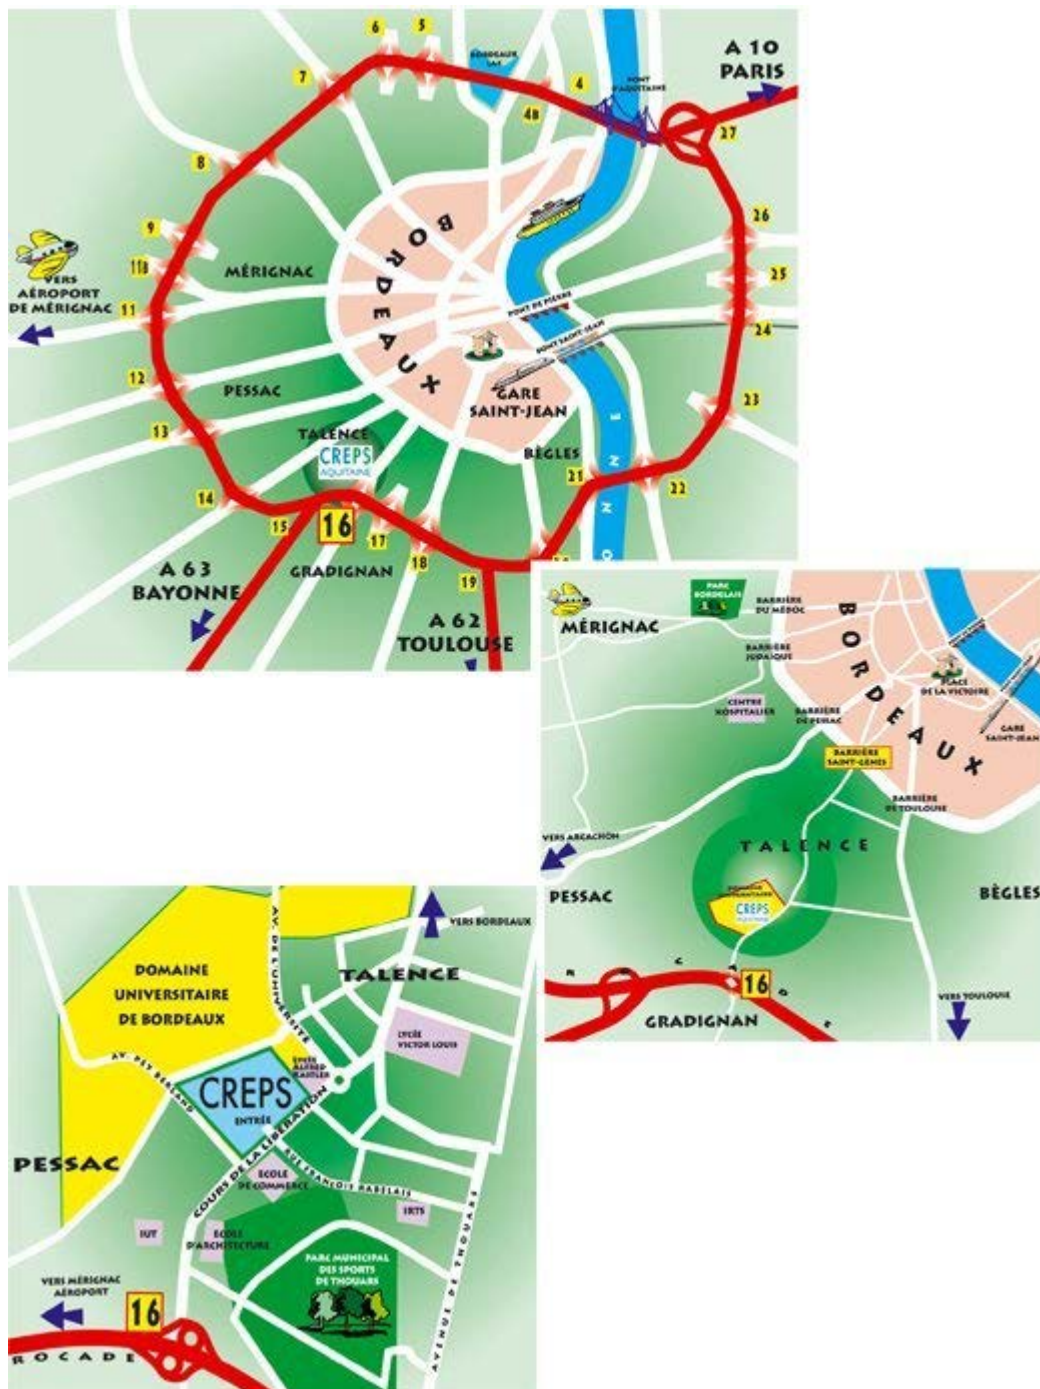 6
5
BORDEAUX
LAC
4
PONT
D'AQUITAINE
A 10
PARIS
7
4B
27
8
26
9
BORDEAUX
VERS
AÉROPORT
DE MÉRIGNAC
11B
MÉRIGNAC
25
11
PONT DE PIERRE
24
PONT SAINT-JEAN
12
PESSAC
GARE
SAINT-JEAN
23
13
TALENCE
CREPS
AQUITAINE
BÈGLES
21
22
14
15
16
17
18
19
GRADIGNAN
A 63
BAYONNE
A 62
TOULOUSE
PARC
BORDELAIS
BARRIÈRE
DU MÉDOC
MÉRIGNAC
BARRIÈRE
JUDAÏQUE
BORDEAUX
PLACE
DE LA VICTOIRE
CENTRE
HOSPITALIER
BARRIÈRE
DE PESSAC
GARE
SAINT-JEAN
BARRIÈRE
SAINT-GENÈS
BARRIÈRE
DE TOULOUSE
VERS ARCACHON
TALENCE
PESSAC
CREPS
BÈGLES
16
GRADIGNAN
VERS TOULOUSE
VERS BORDEAUX
AV. DE L'UNIVERSITÉ
TALENCE
DOMAINE
UNIVERSITAIRE
DE BORDEAUX
LYCÉE
VICTOR LOUIS
LYCÉE
ALFRED
KASTLER
AV. PEY BERLAND
CREPS
ENTRÉE
COURS DE LA LIBÉRATION
PESSAC
ECOLE
DE COMMERCE
RUE FRANÇOIS RABELAIS
IRTS
IUT
ECOLE
D'ARCHITECTURE
AVENUE DE THOUARS
PARC MUNICIPAL
DES SPORTS
DE THOUARS
VERS MÉRIGNAC
AÉROPORT
16
ROCADE